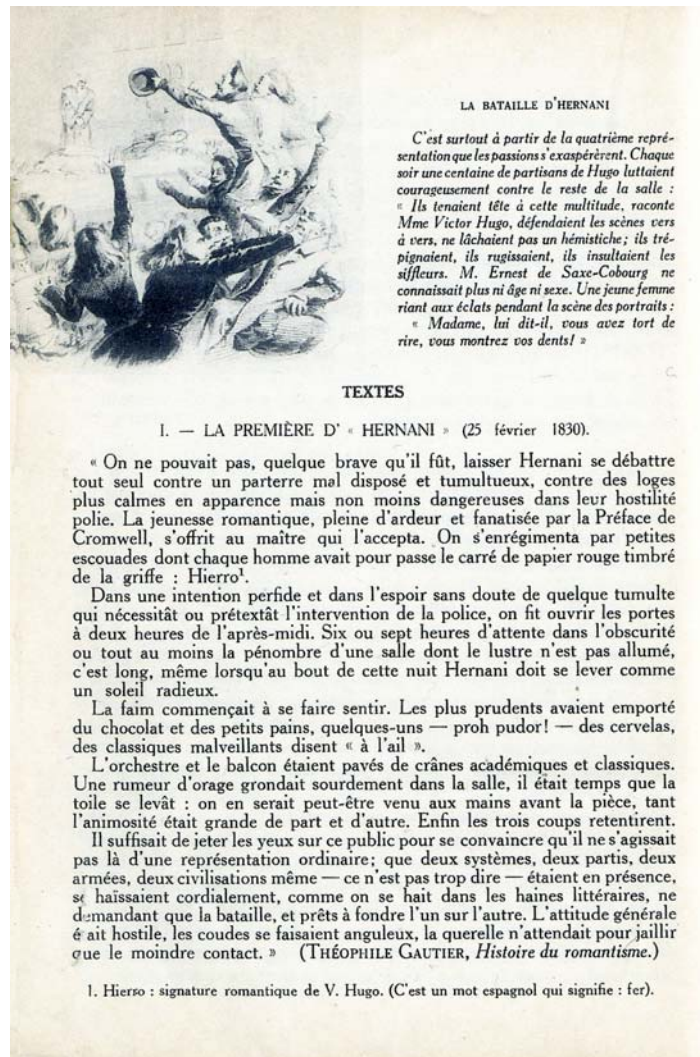 LA BATAILLE D'HERNANI
C'est surtout à partir de la quatrième repré-
sentation que les passions s'exaspérèrent. Chaque
soir une centaine de partisans de Hugo luttaient
courageusement contre le reste de la salle :
« Ils tenaient tête à cette multitude, raconte
Mme Victor Hugo, défendaient les scènes vers
à vers, ne lâchaient pas un hémistiche; ils tré-
pignaient, ils rugissaient, ils insultaient les
siffleurs. M. Ernest de Saxe-Cobourg ne
connaissait plus ni âge ni sexe. Une jeune femme
riant aux éclats pendant la scène des portraits :
« Madame, lui dit-il, vous avez tort de
rire, vous montrez vos dents! »
TEXTES
I. — LA PREMIÈRE D' « HERNANI » (25 février 1830).
« On ne pouvait pas, quelque brave qu'il fût, laisser Hernani se débattre
tout seul contre un parterre mal disposé et tumultueux, contre des loges
plus calmes en apparence mais non moins dangereuses dans leur hostilité
polie. La jeunesse romantique, pleine d'ardeur et fanatisée par la Préface de
Cromwell, s'offrit au maître qui l'accepta. On s'enrégimenta par petites
escouades dont chaque homme avait pour passe le carré de papier rouge timbré
de la griffe : Hierro¹.
Dans une intention perfide et dans l'espoir sans doute de quelque tumulte
qui nécessitât ou prétextât l'intervention de la police, on fit ouvrir les portes
à deux heures de l'après-midi. Six ou sept heures d'attente dans l'obscurité
ou tout au moins la pénombre d'une salle dont le lustre n'est pas allumé,
c'est long, même lorsqu'au bout de cette nuit Hernani doit se lever comme
un soleil radieux.
La faim commençait à se faire sentir. Les plus prudents avaient emporté
du chocolat et des petits pains, quelques-uns — proh pudor! — des cervelas,
des classiques malveillants disent « à l'ail ».
L'orchestre et le balcon étaient pavés de crânes académiques et classiques.
Une rumeur d'orage grondait sourdement dans la salle, il était temps que la
toile se levât : on en serait peut-être venu aux mains avant la pièce, tant
l'animosité était grande de part et d'autre. Enfin les trois coups retentirent.
Il suffisait de jeter les yeux sur ce public pour se convaincre qu'il ne s'agissait
pas là d'une représentation ordinaire; que deux systèmes, deux partis, deux
armées, deux civilisations même — ce n'est pas trop dire — étaient en présence,
se haïssaient cordialement, comme on se hait dans les haines littéraires, ne
demandant que la bataille, et prêts à fondre l'un sur l'autre. L'attitude générale
était hostile, les coudes se faisaient anguleux, la querelle n'attendait pour jaillir
que le moindre contact. » (THÉOPHILE GAUTIER, Histoire du romantisme.)
1. Hierro : signature romantique de V. Hugo. (C'est un mot espagnol qui signifie : fer).